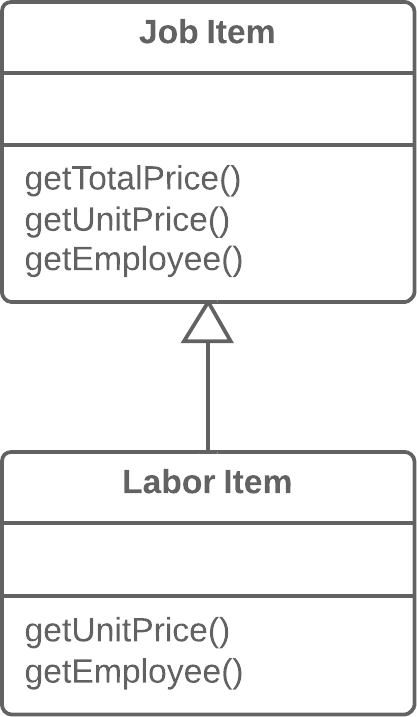 Job Item
getTotalPrice()
getUnitPrice()
getEmployee()
Labor Item
getUnitPrice()
getEmployee()